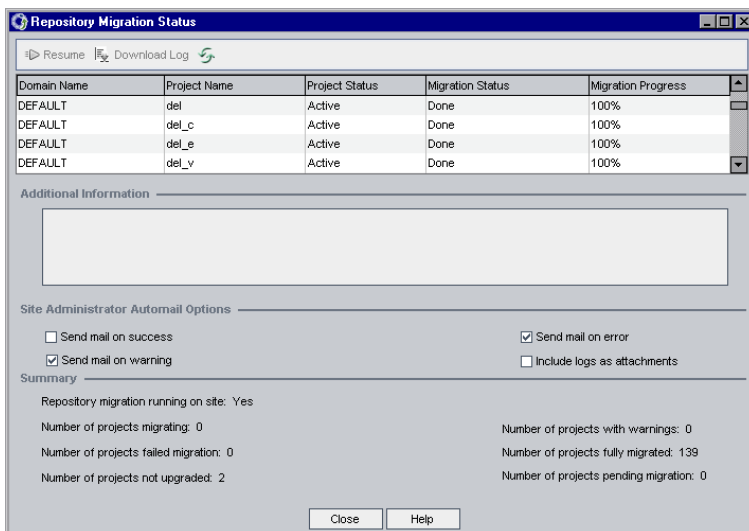 Repository Migration Status
Resume Download Log
Domain Name Project Name Project Status Migration Status Migration Progress
DEFAULT del Active Done 100%
DEFAULT del_c Active Done 100%
DEFAULT del_e Active Done 100%
DEFAULT del_v Active Done 100%
Additional Information
Site Administrator Automail Options
Send mail on success Send mail on error
Send mail on warning Include logs as attachments
Summary
Repository migration running on site: Yes
Number of projects migrating: 0 Number of projects with warnings: 0
Number of projects failed migration: 0 Number of projects fully migrated: 139
Number of projects not upgraded: 2 Number of projects pending migration: 0
Close Help